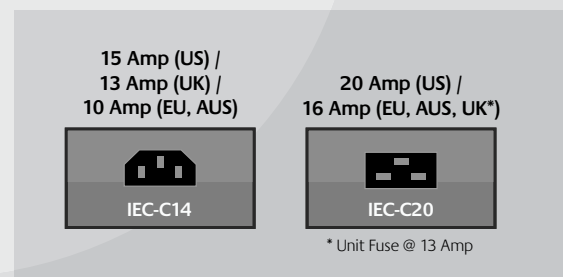 15 Amp (US) /
13 Amp (UK) /
10 Amp (EU, AUS)
IEC-C14
20 Amp (US) /
16 Amp (EU, AUS, UK*)
IEC-C20
* Unit Fuse @ 13 Amp